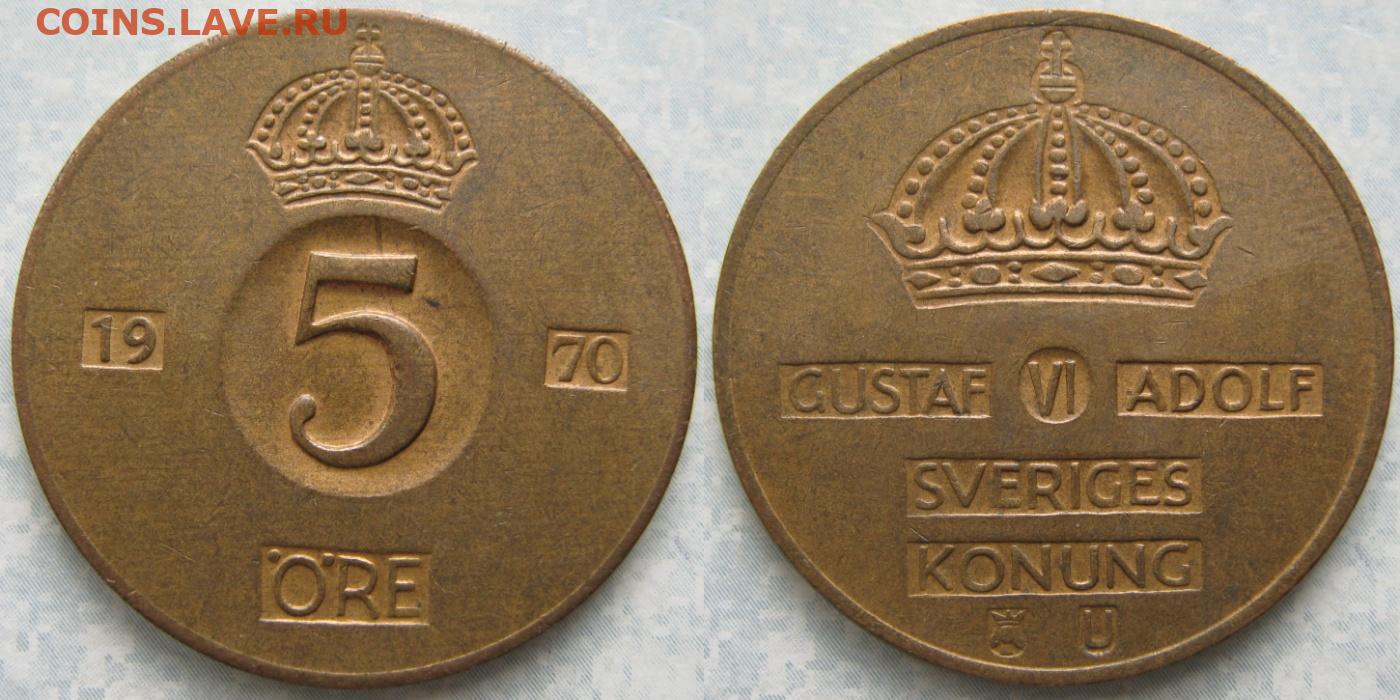 COINS.LAVE.RU
19 5 70
ÖRE
GUSTAF VI ADOLF
SVERIGES
KONUNG
U